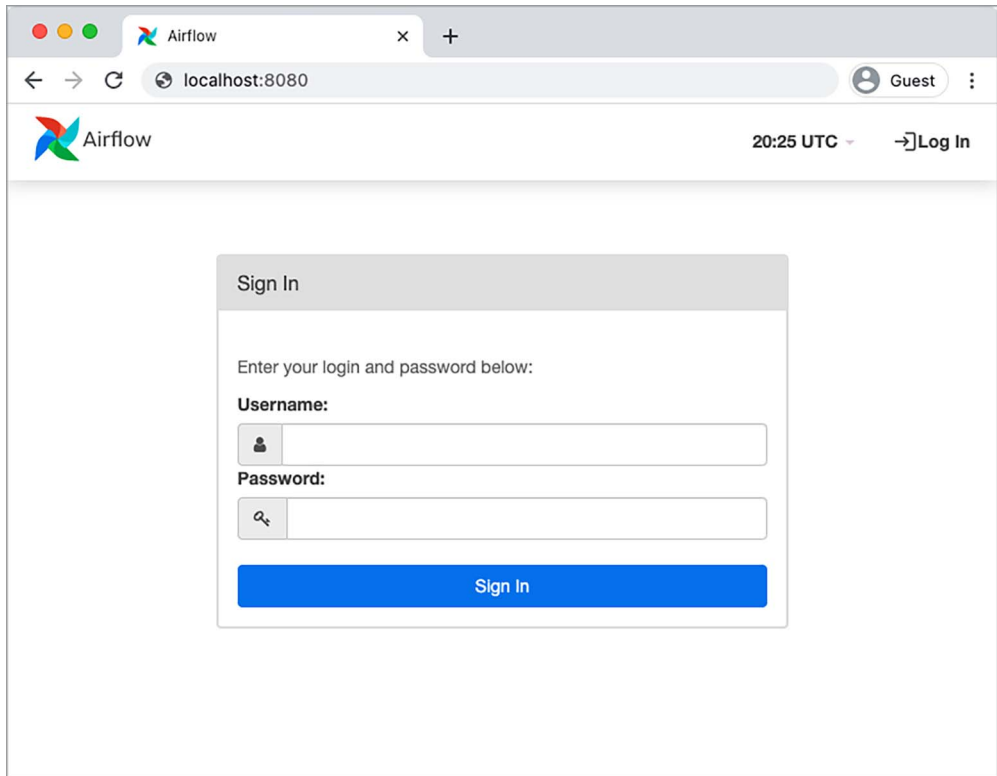 Airflow
localhost:8080
Guest
Airflow
20:25 UTC
Log In
Sign In
Enter your login and password below:
Username:
Password:
Sign In